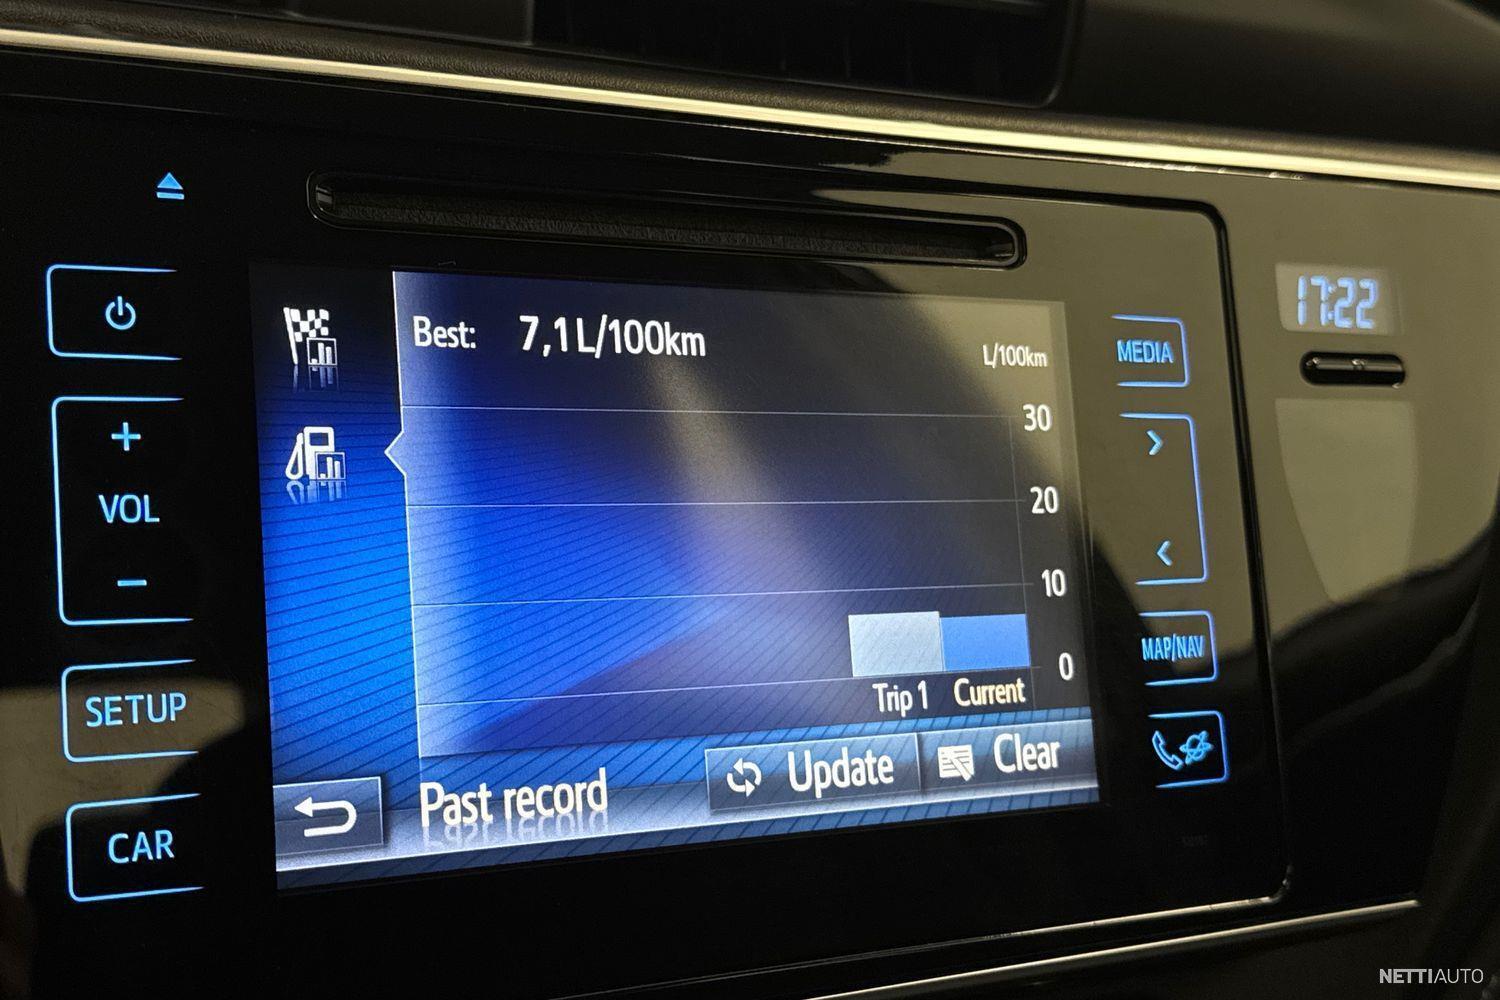 17:22
Best: 7,1L/100km
L/100km
30
20
10
0
Trip 1 Current
Past record
Update
Clear
VOL
SETUP
CAR
MEDIA
MAP/NAV
NETTIAUTO